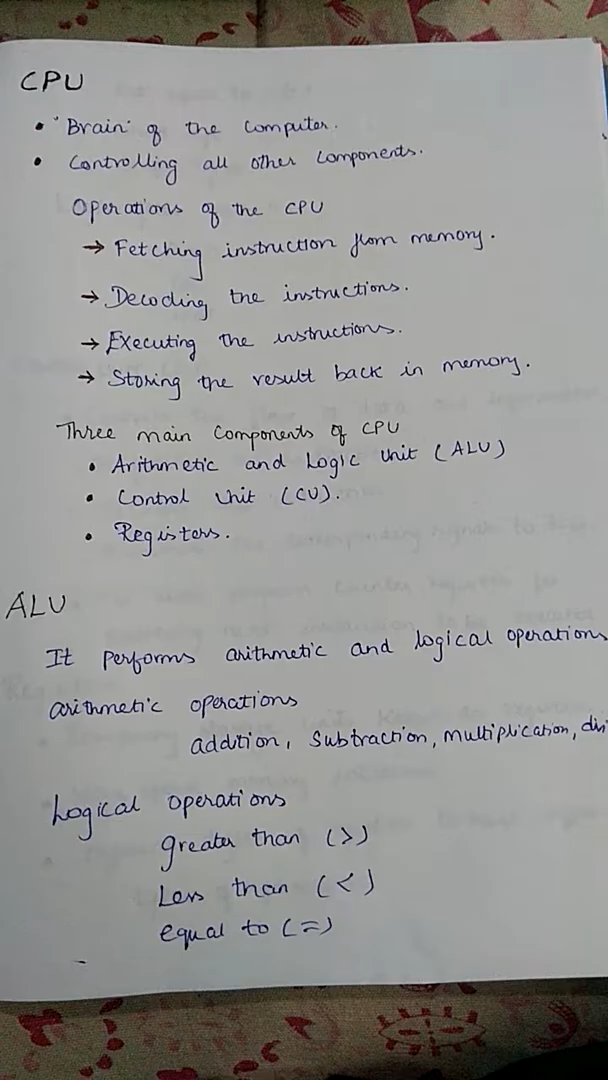 CPU
• "Brain" of the computer.
• Controlling all other components.
Operations of the CPU
→ Fetching instruction from memory.
→ Decoding the instructions.
→ Executing the instructions.
→ Storing the result back in memory.
Three main components of CPU
• Arithmetic and Logic Unit (ALU)
• Control Unit (CU).
• Registers.
ALU
It performs arithmetic and logical operations
arithmetic operations
addition, Subtraction, multiplication, divi
Logical operations
greater than (>)
Less than (<)
equal to (=)